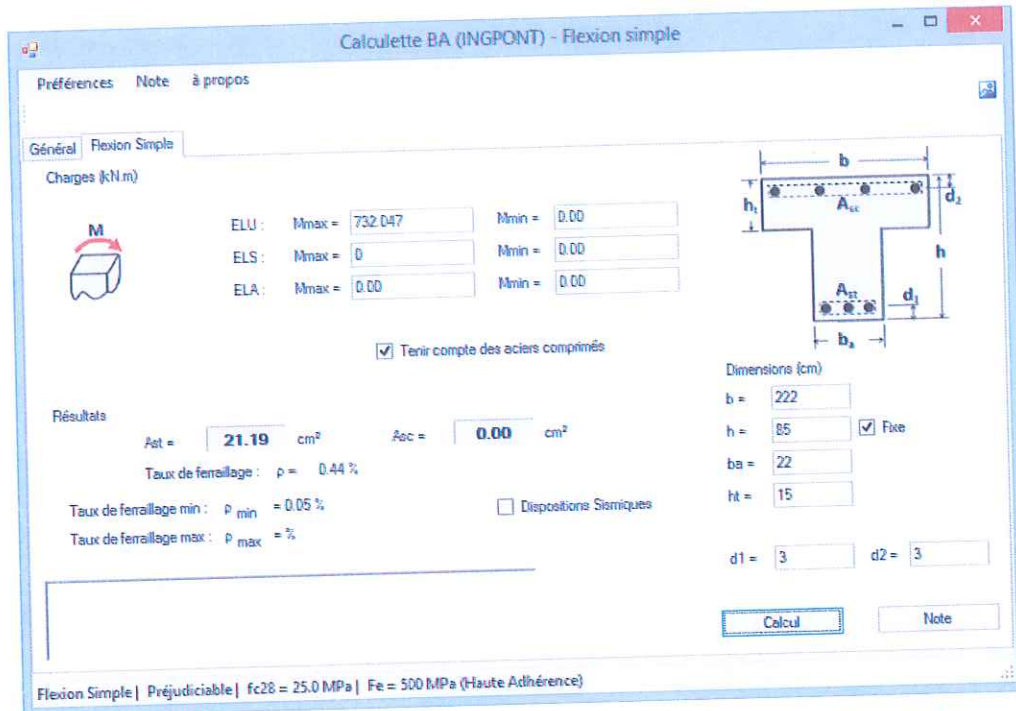 Calculette BA (INGPONT) - Flexion simple
Préférences Note à propos
Général Flexion Simple
Charges (kN.m)
M
ELU : Mmax = 732.047 Mmin = 0.00
ELS : Mmax = 0 Mmin = 0.00
ELA : Mmax = 0.00 Mmin = 0.00
Tenir compte des aciers comprimés
b
ht
Asc
d2
h
Ast
d1
ba
Dimensions (cm)
b = 222
h = 85 Fixe
ba = 22
ht = 15
d1 = 3 d2 = 3
Résultats
Ast = 21.19 cm² Asc = 0.00 cm²
Taux de ferraillage : ρ = 0.44 %
Taux de ferraillage min : ρ min = 0.05 %
Dispositions Sismiques
Taux de ferraillage max : ρ max = %
Calcul Note
Flexion Simple | Préjudiciable | fc28 = 25.0 MPa | Fe = 500 MPa (Haute Adhérence)